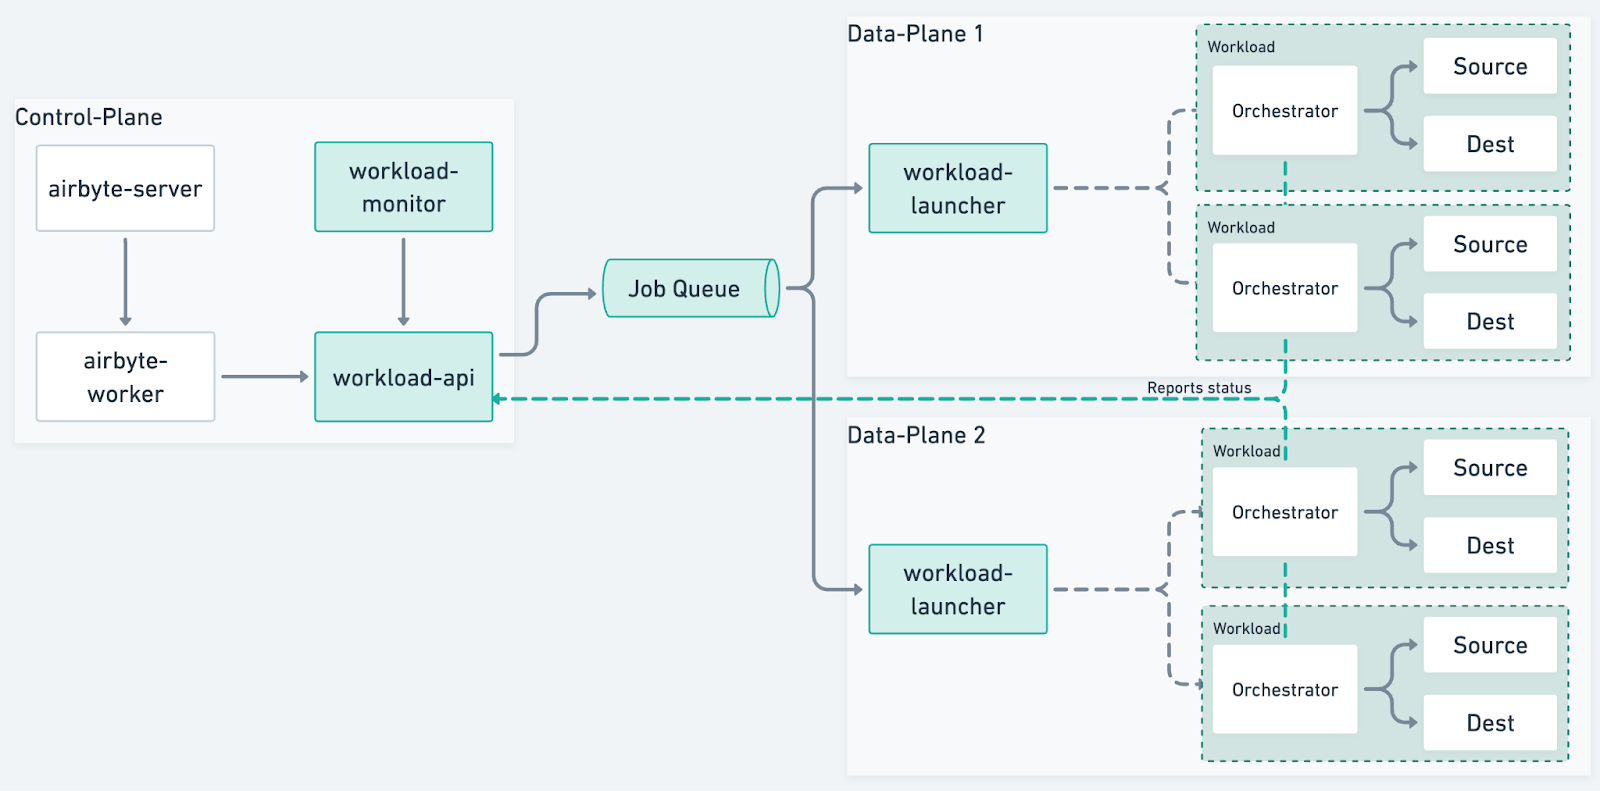 Control-Plane
airbyte-server
workload-
monitor
airbyte-
worker
workload-api
Job Queue
Data-Plane 1
workload-
launcher
Workload
Orchestrator
Source
Dest
Workload
Orchestrator
Source
Dest
Reports status
Data-Plane 2
workload-
launcher
Workload
Orchestrator
Source
Dest
Workload
Orchestrator
Source
Dest